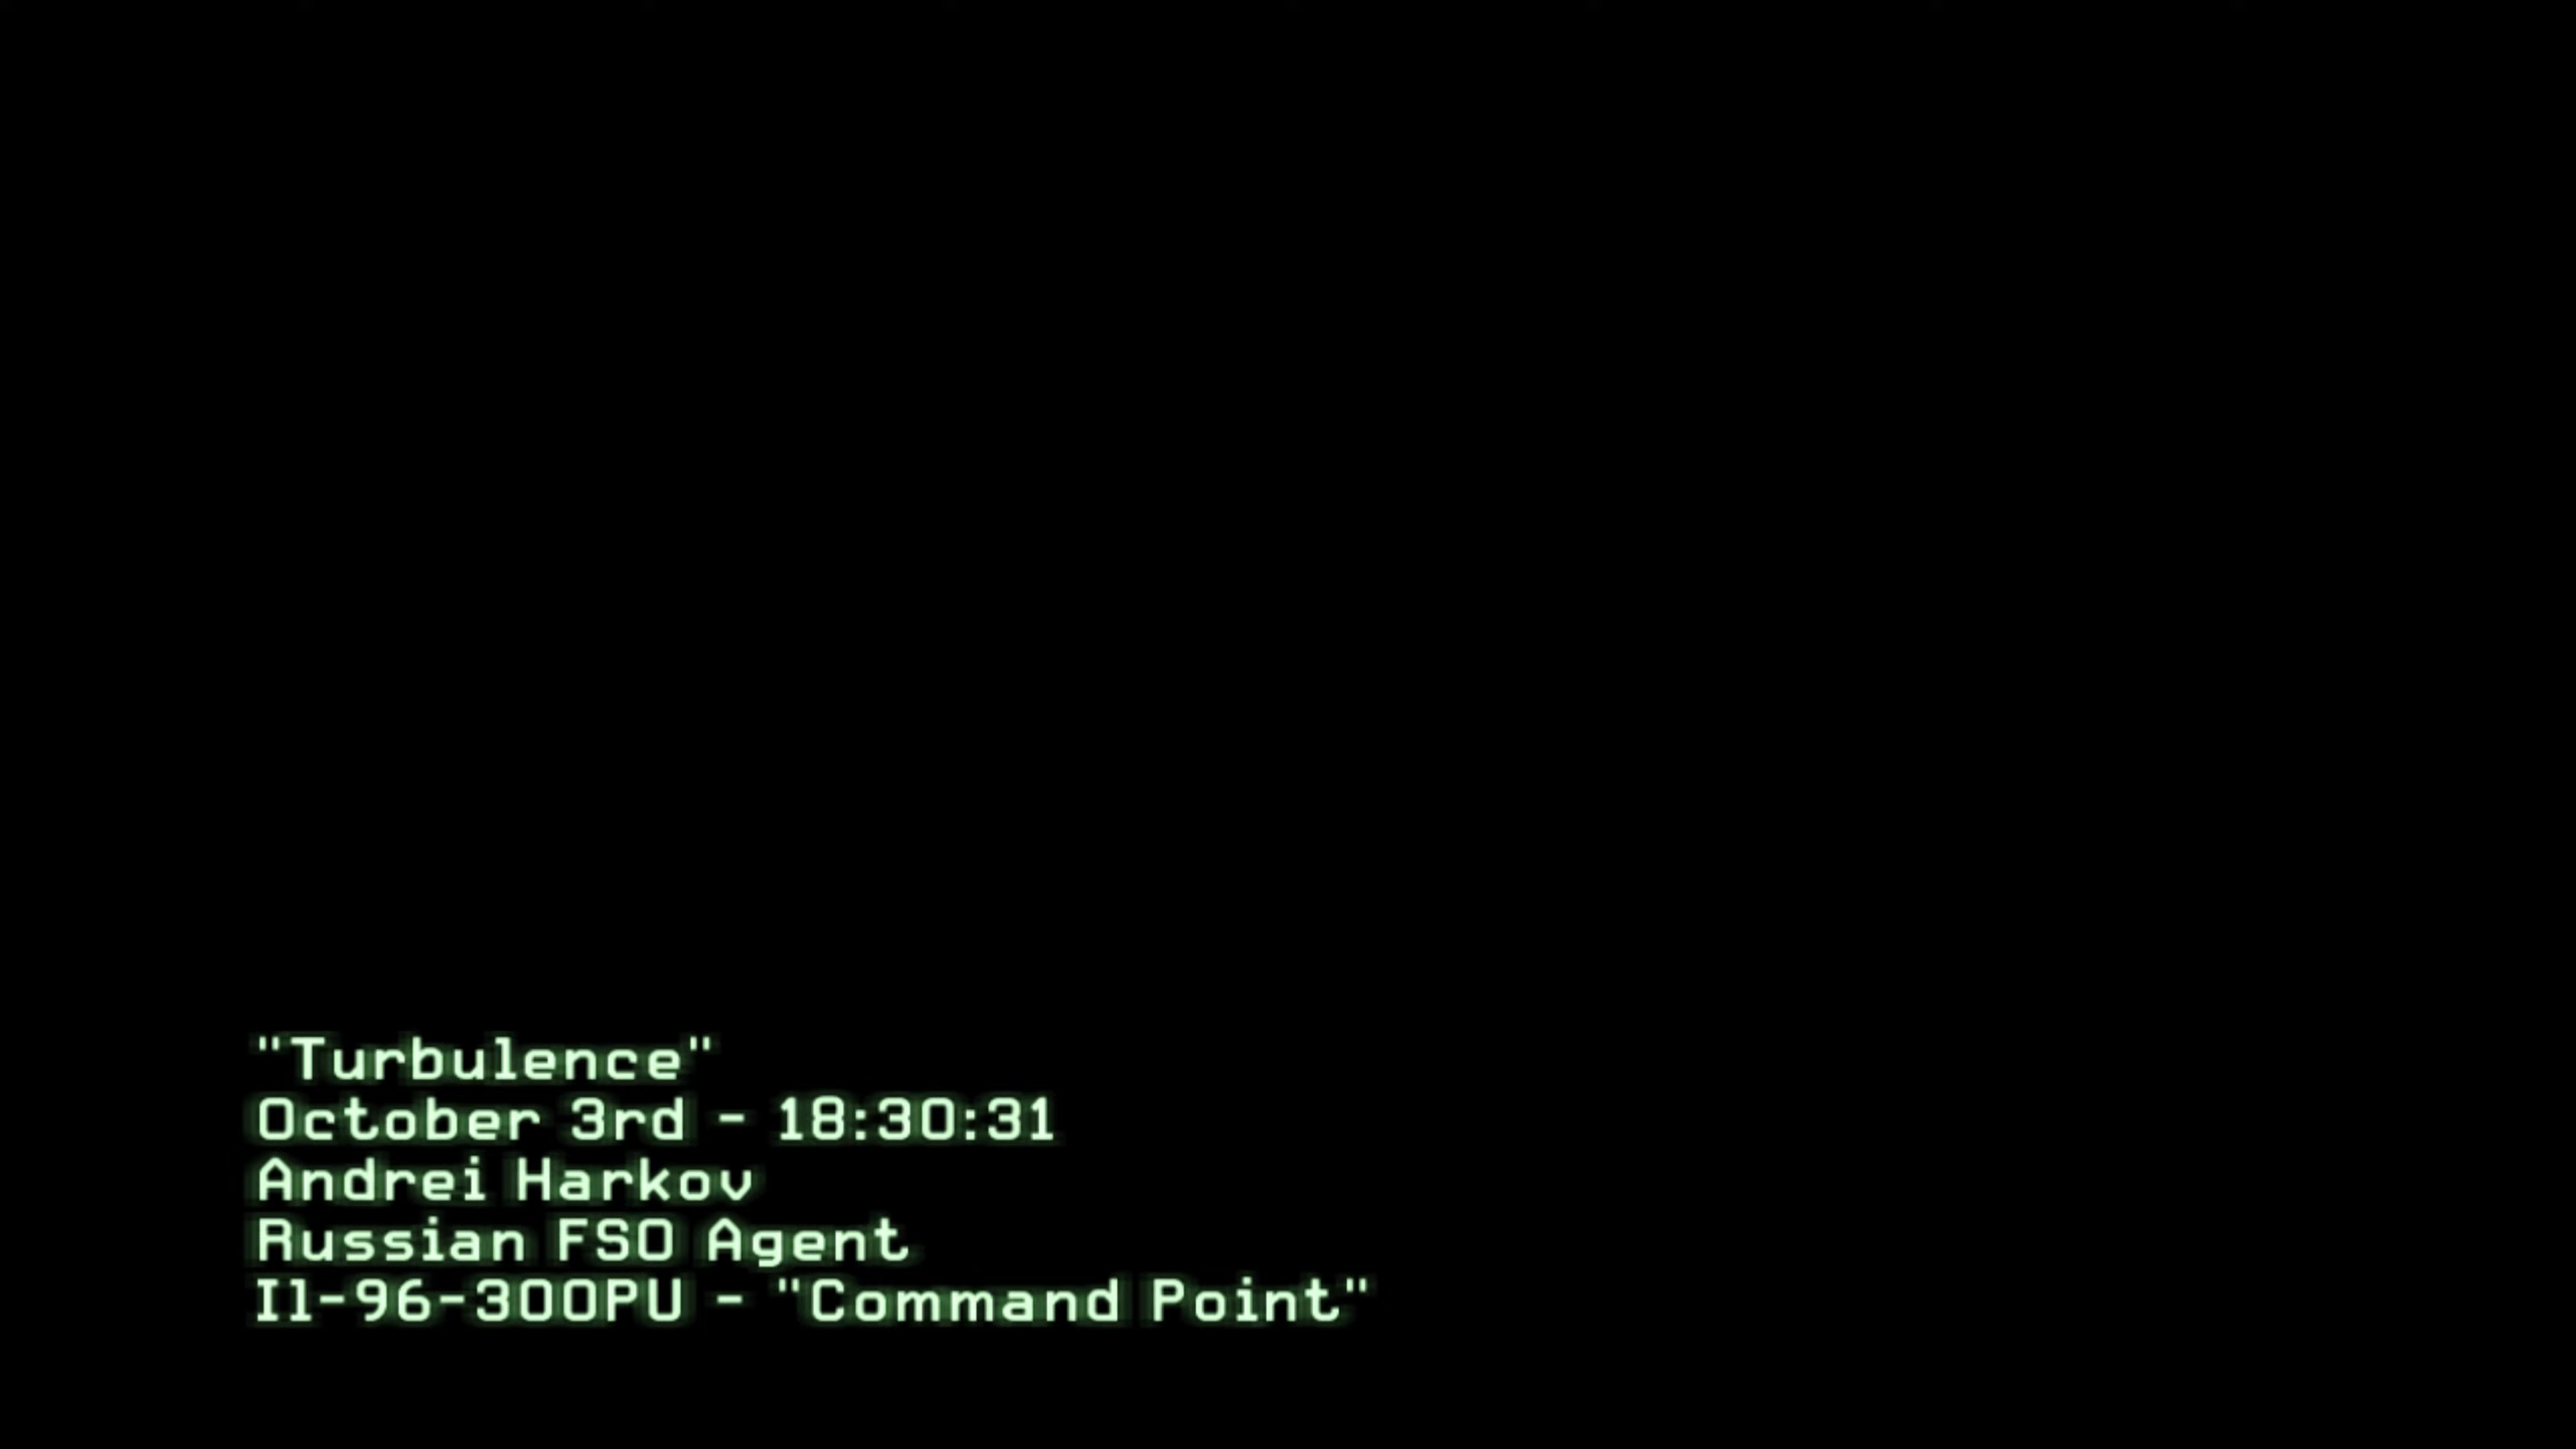 "Turbulence"
October 3rd - 18:30:31
Andrei Harkov
Russian FSO Agent
Il-96-300PU - "Command Point"